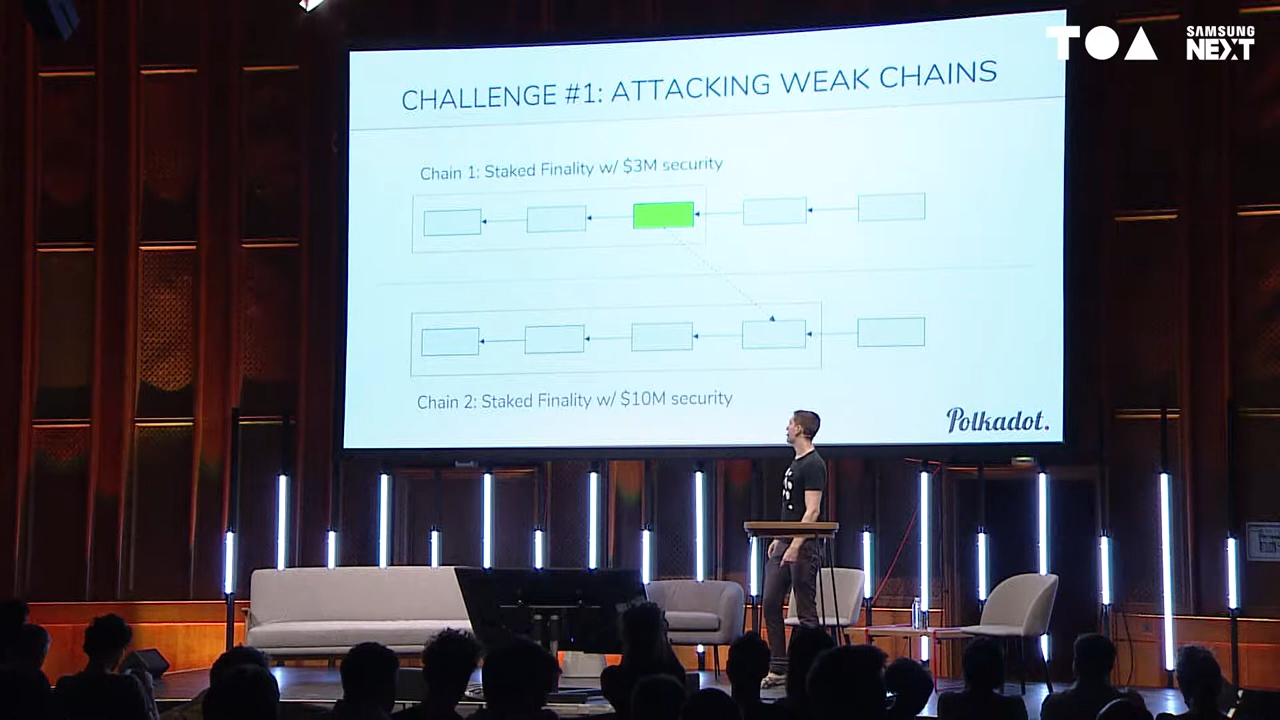 TOA
SAMSUNG
NEXT
CHALLENGE #1: ATTACKING WEAK CHAINS
Chain 1: Staked Finality w/ $3M security
Chain 2: Staked Finality w/ $10M security
Polkadot.